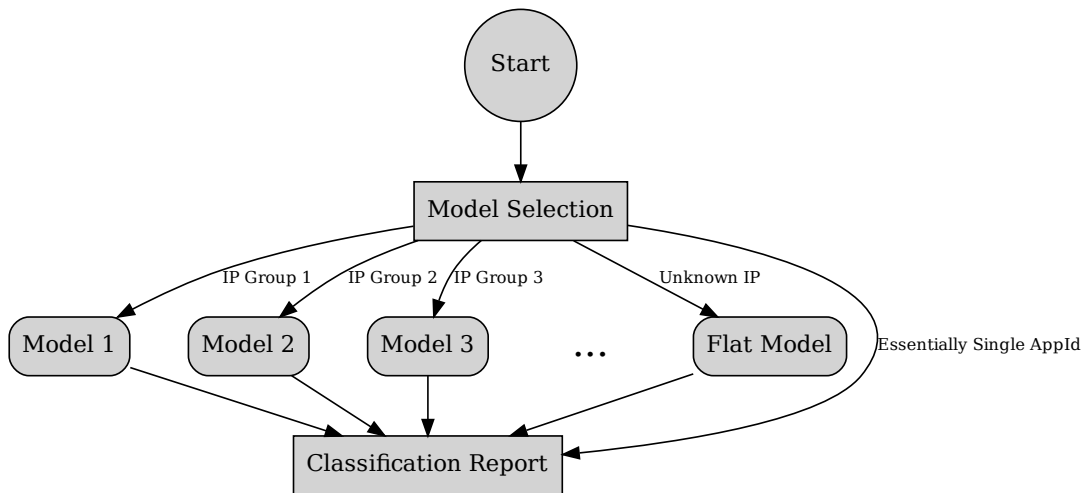 Start
Model Selection
IP Group 1
IP Group 2
IP Group 3
Unknown IP
Model 1
Model 2
Model 3
...
Flat Model
Essentially Single AppId
Classification Report